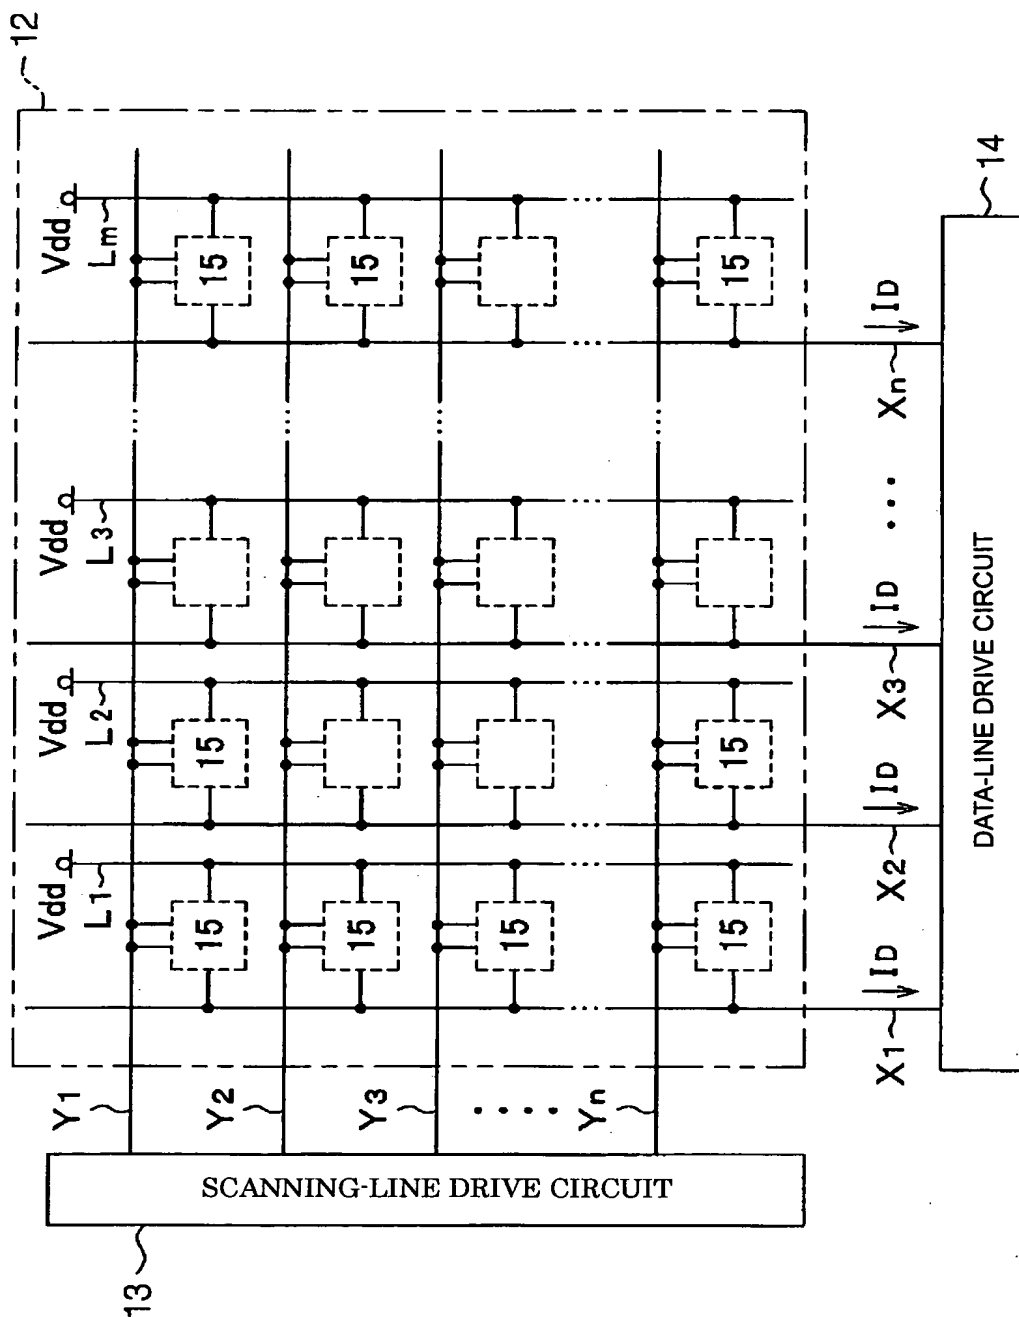 12
Vdd Vdd Vdd Vdd
Y1
L1 L2 L3 Lm
13
15 15 15
Y2
15 15
SCANNING-LINE DRIVE CIRCUIT
Y3
15
Yn
15 15 15
ID ID ID ID
X1 X2 X3 Xn
DATA-LINE DRIVE CIRCUIT
14